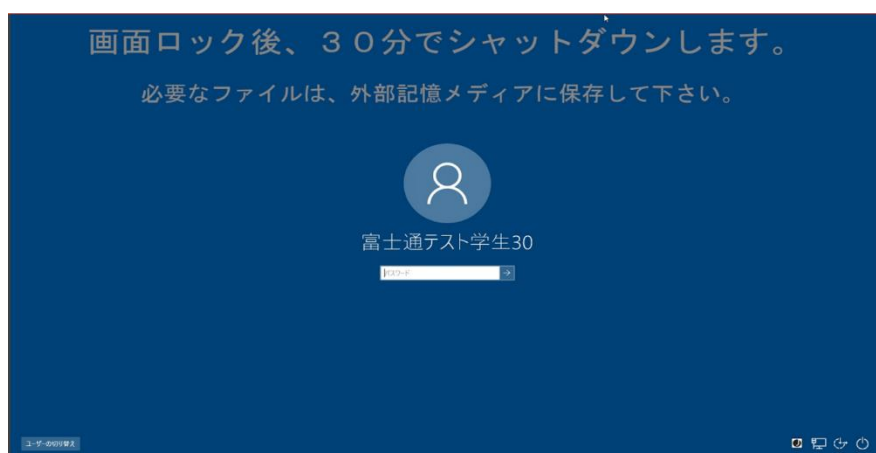 画面ロック後、３０分でシャットダウンします。
必要なファイルは、外部記憶メディアに保存して下さい。
富士通テスト学生30
パスワード
ユーザーの切り替え